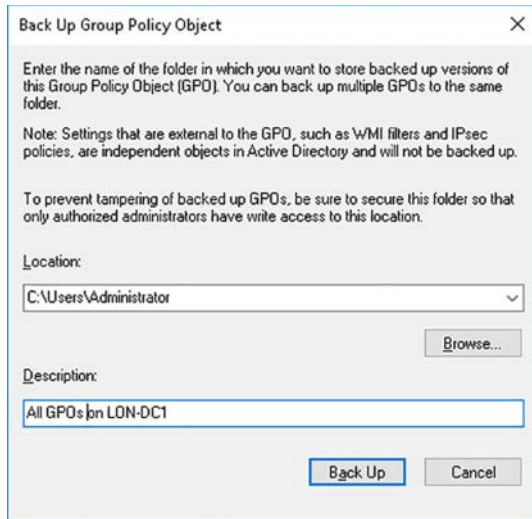 Back Up Group Policy Object
Enter the name of the folder in which you want to store backed up versions of
this Group Policy Object (GPO). You can back up multiple GPOs to the same
folder.
Note: Settings that are external to the GPO, such as WMI filters and IPsec
policies, are independent objects in Active Directory and will not be backed up.
To prevent tampering of backed up GPOs, be sure to secure this folder so that
only authorized administrators have write access to this location.
Location:
C:\Users\Administrator
Browse...
Description:
All GPOs on LON-DC1
Back Up
Cancel